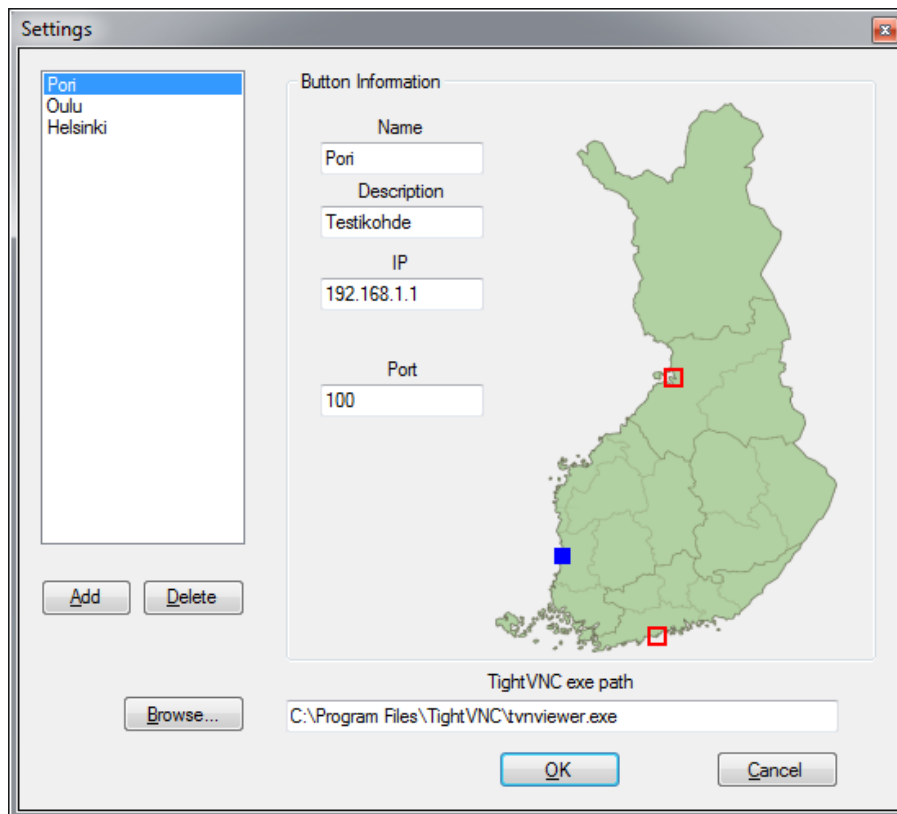 Settings
Pori
Oulu
Helsinki
Button Information
Name
Pori
Description
Testikohde
IP
192.168.1.1
Port
100
Add
Delete
TightVNC exe path
Browse...
C:\Program Files\TightVNC\tvnviewer.exe
OK
Cancel